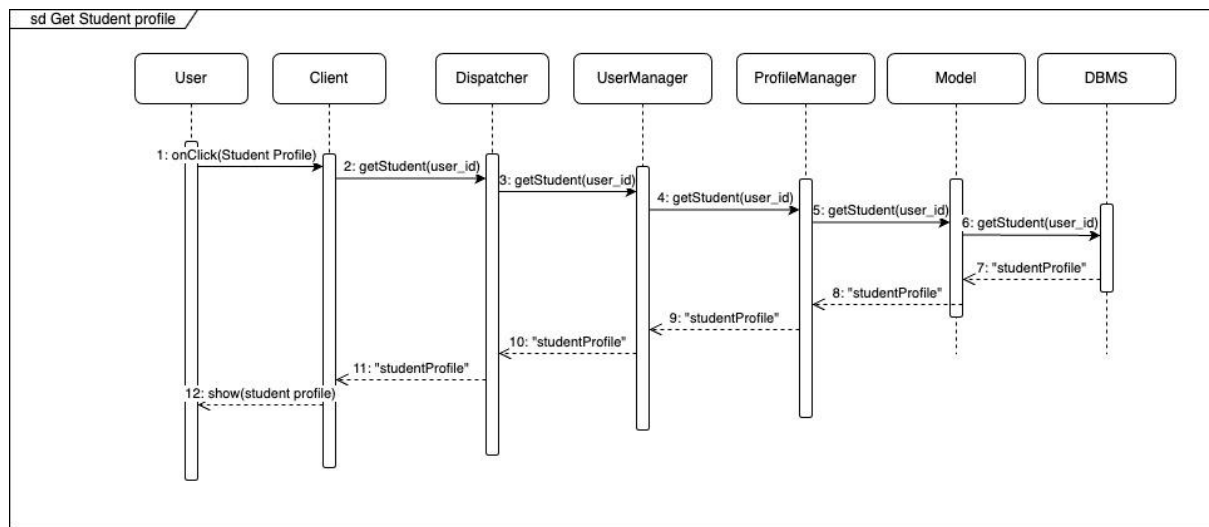 sd Get Student profile
User
Client
Dispatcher
UserManager
ProfileManager
Model
DBMS
1: onClick(Student Profile)
2: getStudent(user_id)
3: getStudent(user_id)
4: getStudent(user_id)
5: getStudent(user_id)
6: getStudent(user_id)
7: "studentProfile"
8: "studentProfile"
9: "studentProfile"
10: "studentProfile"
11: "studentProfile"
12: show(student profile)